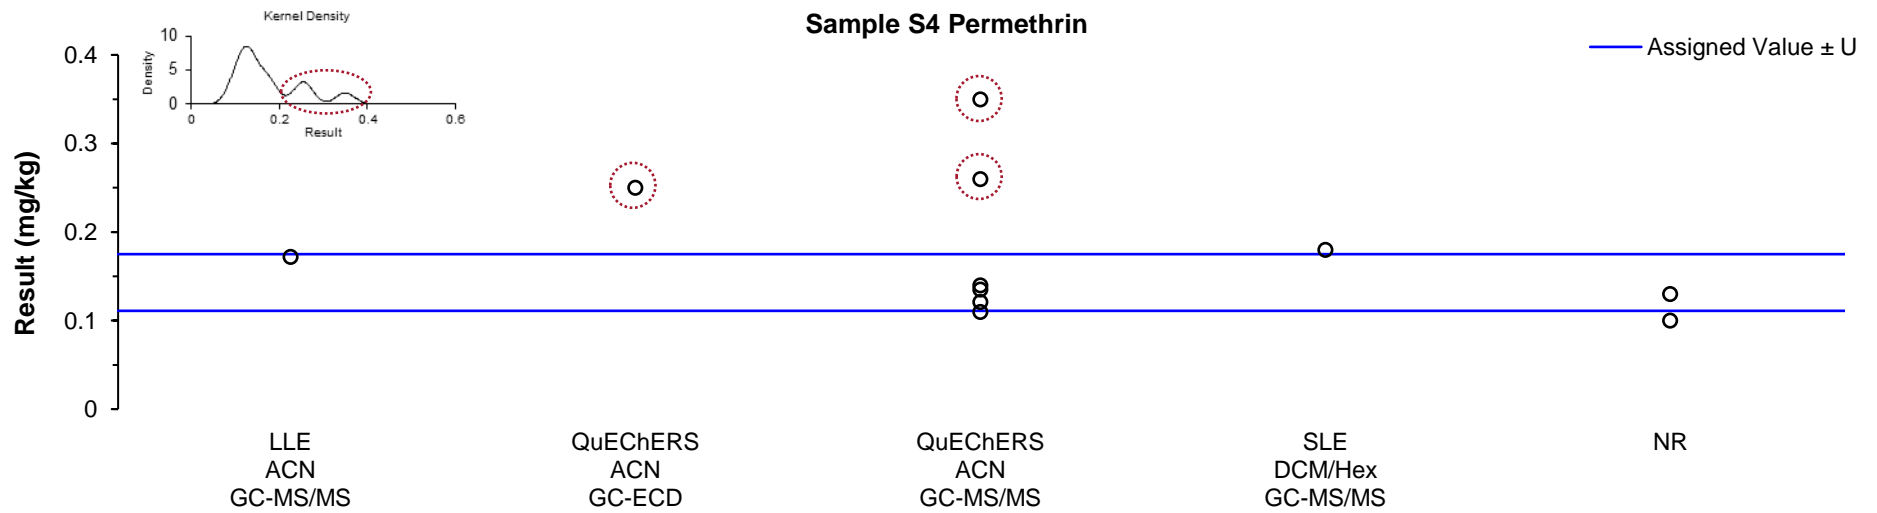 Sample S4 Permethrin
Kernel Density
Density
10
5
0
0
0.2
0.4
0.6
Result
Assigned Value ± U
Result (mg/kg)
0.4
0.3
0.2
0.1
0
LLE
ACN
GC-MS/MS
QuEChERS
ACN
GC-ECD
QuEChERS
ACN
GC-MS/MS
SLE
DCM/Hex
GC-MS/MS
NR